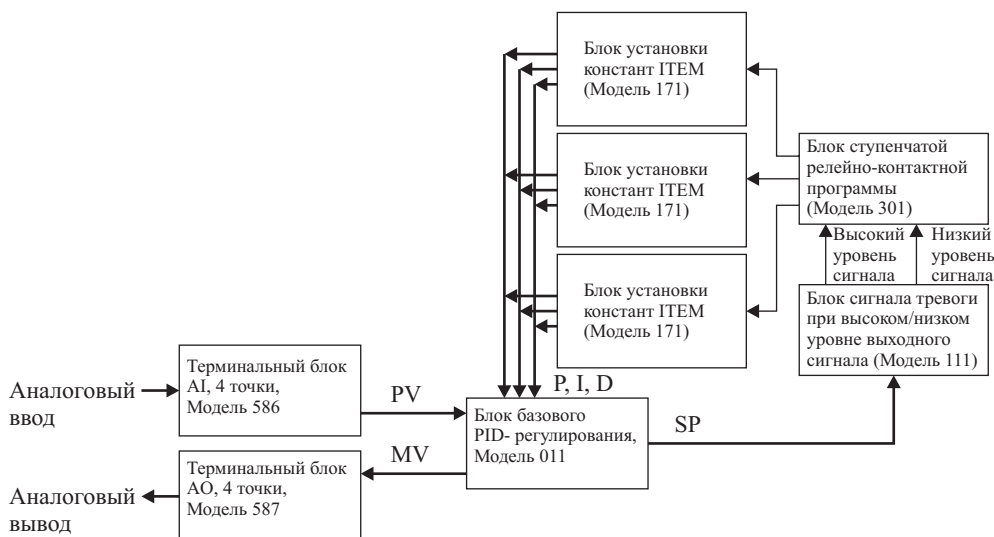 Блок установки
констант ITEM
(Модель 171)
Блок установки
констант ITEM
(Модель 171)
Блок ступенчатой
релейно-контактной
программы
(Модель 301)
Высокий
уровень
сигнала
Низкий
уровень
сигнала
Блок установки
констант ITEM
(Модель 171)
Блок сигнала тревоги
при высоком/низком
уровне выходного
сигнала (Модель 111)
Аналоговый
ввод
Терминальный блок
AI, 4 точки,
Модель 586
PV
P, I, D
Блок базового
PID- регулирования,
Модель 011
SP
MV
Аналоговый
вывод
Терминальный блок
АО, 4 точки,
Модель 587